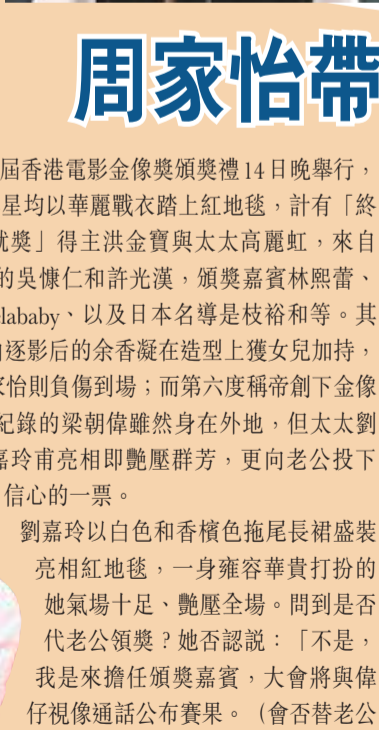 周家怡帶
屆香港電影金像獎頒獎禮14日晚舉行，
星均以華麗戰衣踏上紅地毯，計有「終
就獎」得主洪金寶與太太高麗虹，來自
的吳慷仁和許光漢，頒獎嘉賓林熙蕾、
elababy、以及日本名導是枝裕和等。其
逐影后的余香凝在造型上獲女兒加持，
家怡則負傷到場；而第六度稱帝創下金像
紀錄的梁朝偉雖然身在外地，但太太劉
嘉玲甫亮相即艷壓群芳，更向老公投下
信心的一票。
劉嘉玲以白色和香檳色拖尾長裙盛裝
亮相紅地毯，一身雍容華貴打扮的
她氣場十足、艷壓全場。問到是否
代老公領獎？她否認説：「不是，
我是來擔任頒獎嘉賓，大會將與偉
仔視像通話公布賽果。（會否替老公